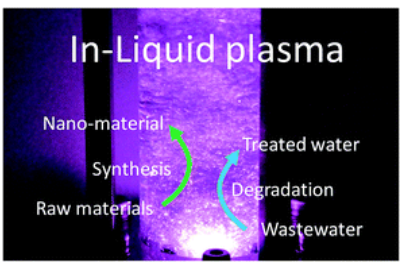 In-Liquid plasma
Nano-material
Treated water
Synthesis
Degradation
Raw materials
Wastewater